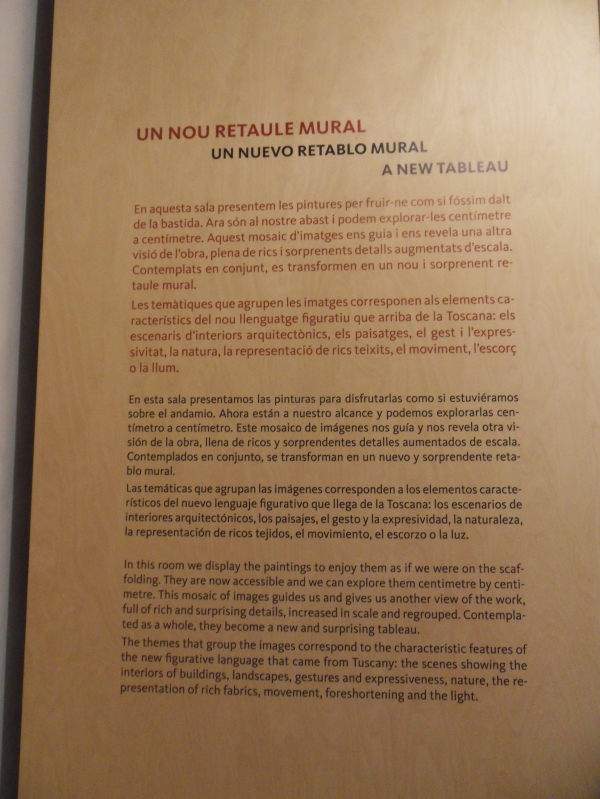 UN NOU RETAULE MURAL
UN NUEVO RETABLO MURAL
A NEW TABLEAU
En aquesta sala presentem les pintures per fruir-ne com si fóssim dalt
de la bastida. Ara són al nostre abast i podem explorar-les centímetre
a centímetre. Aquest mosaic d'imatges ens guia i ens revela una altra
visió de l'obra, plena de rics i sorprenents detalls augmentats d'escala.
Contemplats en conjunt, es transformen en un nou i sorprenent re-
taule mural.
Les temàtiques que agrupen les imatges corresponen als elements ca-
racterístics del nou llenguatge figuratiu que arriba de la Toscana: els
escenaris d'interiors arquitectònics, els paisatges, el gest i l'expres-
sivitat, la natura, la representació de rics teixits, el moviment, l'escorç
o la llum.
En esta sala presentamos las pinturas para disfrutarlas como si estuviéramos
sobre el andamio. Ahora están a nuestro alcance y podemos explorarlas cen-
tímetro a centímetro. Este mosaico de imágenes nos guía y nos revela otra vi-
sión de la obra, llena de ricos y sorprendentes detalles aumentados de escala.
Contemplados en conjunto, se transforman en un nuevo y sorprendente reta-
blo mural.
Las temáticas que agrupan las imágenes corresponden a los elementos caracte-
rísticos del nuevo lenguaje figurativo que llega de la Toscana: los escenarios de
interiores arquitectónicos, los paisajes, el gesto y la expresividad, la naturaleza,
la representación de ricos tejidos, el movimiento, el escorzo o la luz.
In this room we display the paintings to enjoy them as if we were on the scaf-
folding. They are now accessible and we can explore them centimetre by centi-
metre. This mosaic of images guides us and gives us another view of the work,
full of rich and surprising details, increased in scale and regrouped. Contempla-
ted as a whole, they become a new and surprising tableau.
The themes that group the images correspond to the characteristic features of
the new figurative language that came from Tuscany: the scenes showing the
interiors of buildings, landscapes, gestures and expressiveness, nature, the re-
presentation of rich fabrics, movement, foreshortening and the light.